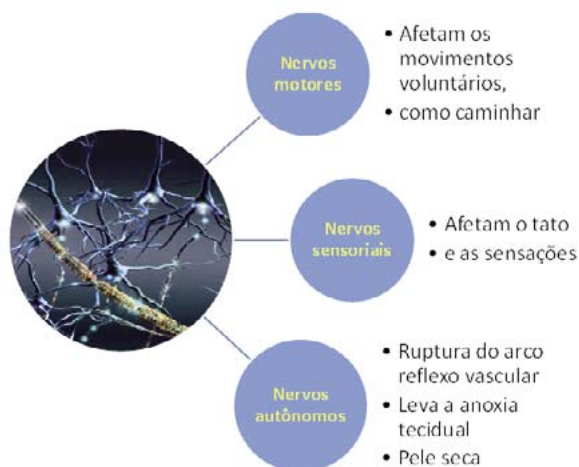 Nervos
motores
• Afetam os
movimentos
voluntários,
• como caminhar
Nervos
sensoriais
• Afetam o tato
• e as sensações
Nervos
autônomos
• Ruptura do arco
reflexo vascular
• Leva a anoxia
tecidual
• Pele seca